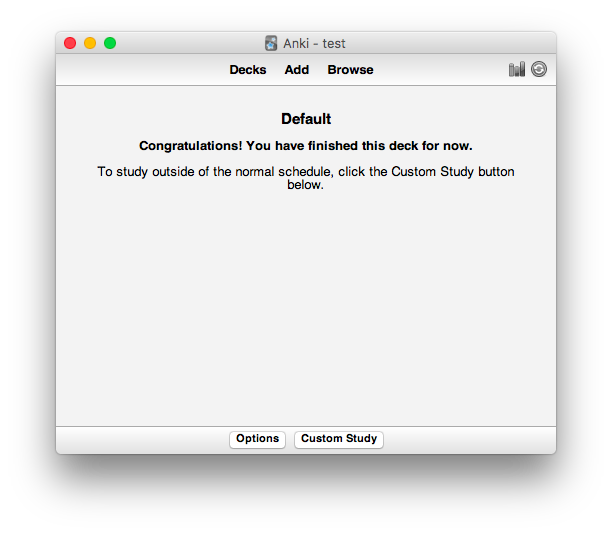 Anki - test
Decks Add Browse
Default
Congratulations! You have finished this deck for now.
To study outside of the normal schedule, click the Custom Study button
below.
Options Custom Study